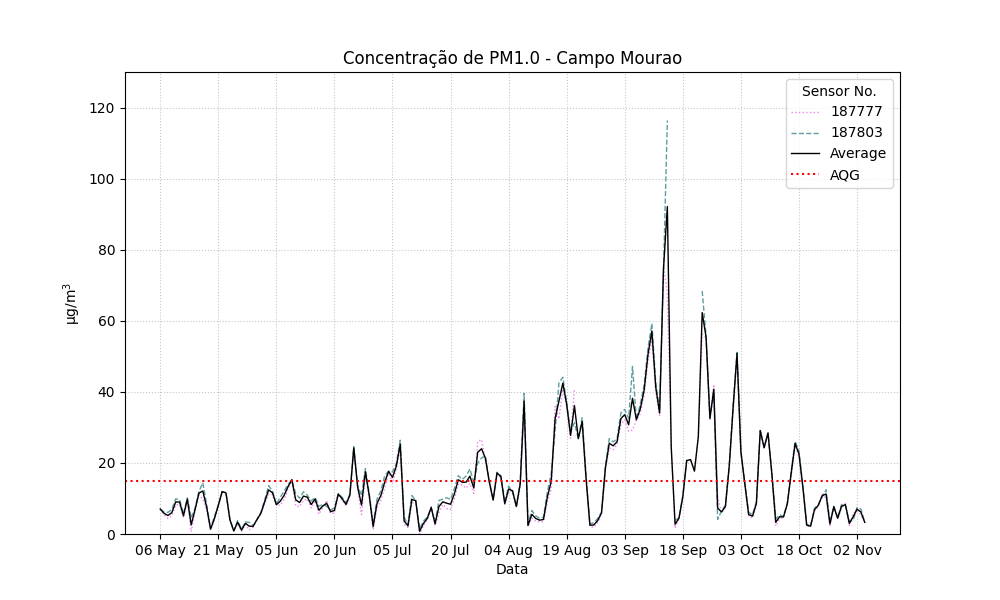 Concentração de PM1.0 - Campo Mourao
Sensor No.
187777
187803
Average
AQG
120
100
80
60
40
20
0
µg/m³
06 May 21 May 05 Jun 20 Jun 05 Jul 20 Jul 04 Aug 19 Aug 03 Sep 18 Sep 03 Oct 18 Oct 02 Nov
Data